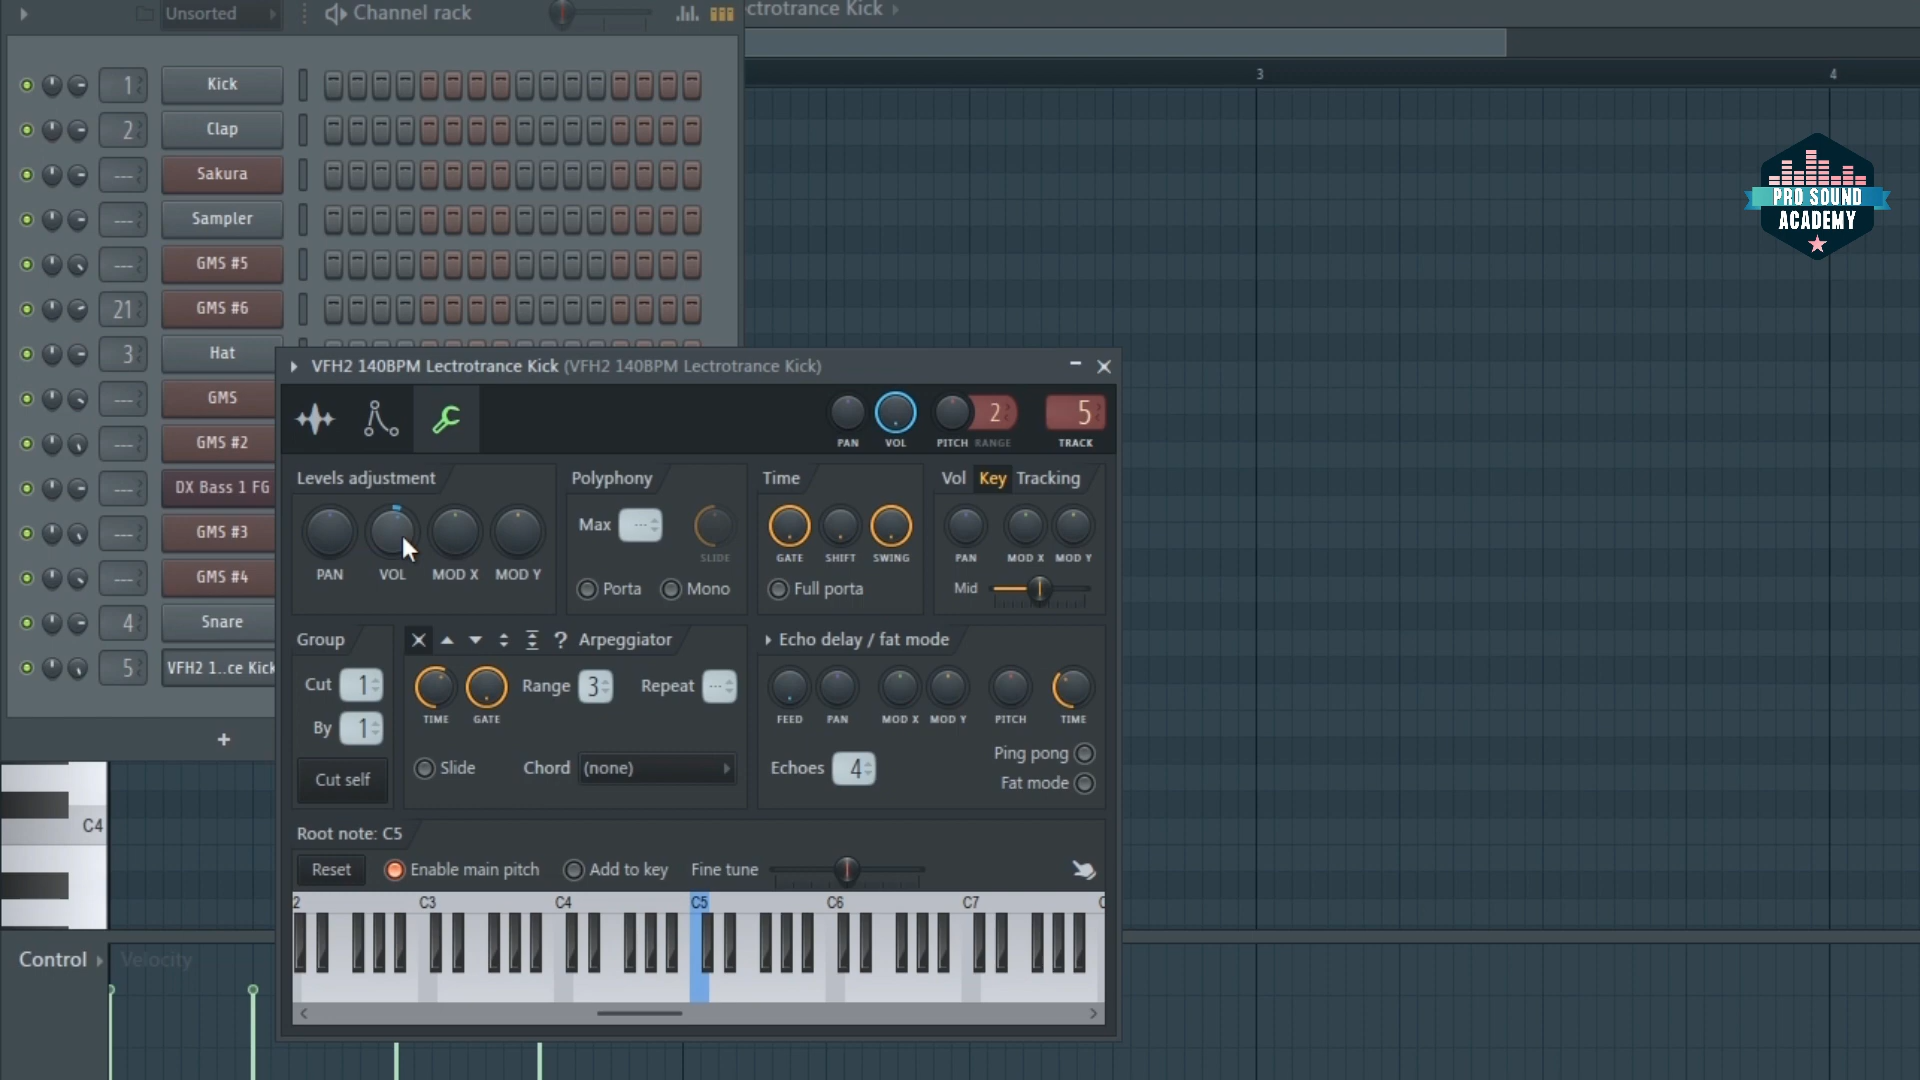 Unsorted
Channel rack
ctrotrance Kick
3
4
1 Kick
2 Clap
--- Sakura
--- Sampler
--- GMS #5
21 GMS #6
3 Hat
--- GMS
--- GMS #2
--- DX Bass 1 FG
--- GMS #3
--- GMS #4
4 Snare
5 VFH2 1..ce Kick
+
PRO SOUND
ACADEMY
VFH2 140BPM Lectrotrance Kick (VFH2 140BPM Lectrotrance Kick)
2
5
PAN VOL PITCH RANGE TRACK
Levels adjustment
PAN VOL MOD X MOD Y
Polyphony
Max ---
SLIDE
Porta Mono
Time
GATE SHIFT SWING
Full porta
Vol Key Tracking
PAN MOD X MOD Y
Mid
Group
Cut 1
By 1
Cut self
? Arpeggiator
Range 3 Repeat ---
TIME GATE
Slide Chord (none)
Echo delay / fat mode
FEED PAN MOD X MOD Y PITCH TIME
Echoes 4
Ping pong
Fat mode
Root note: C5
Reset Enable main pitch Add to key Fine tune
2 C3 C4 C5 C6 C7 C
C4
Control Velocity